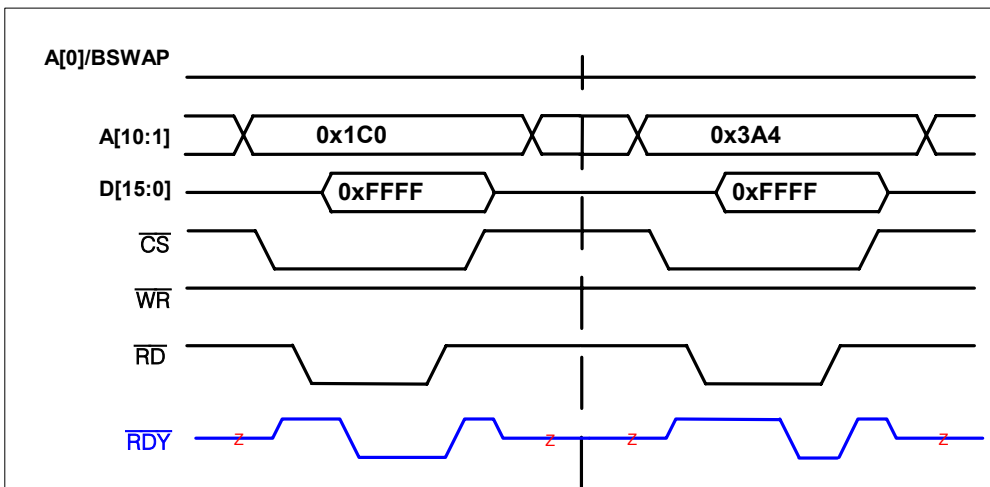 A[0]/BSWAP
A[10:1] 0x1C0 0x3A4
D[15:0] 0xFFFF 0xFFFF
CS
WR
RD
RDY Z Z Z Z